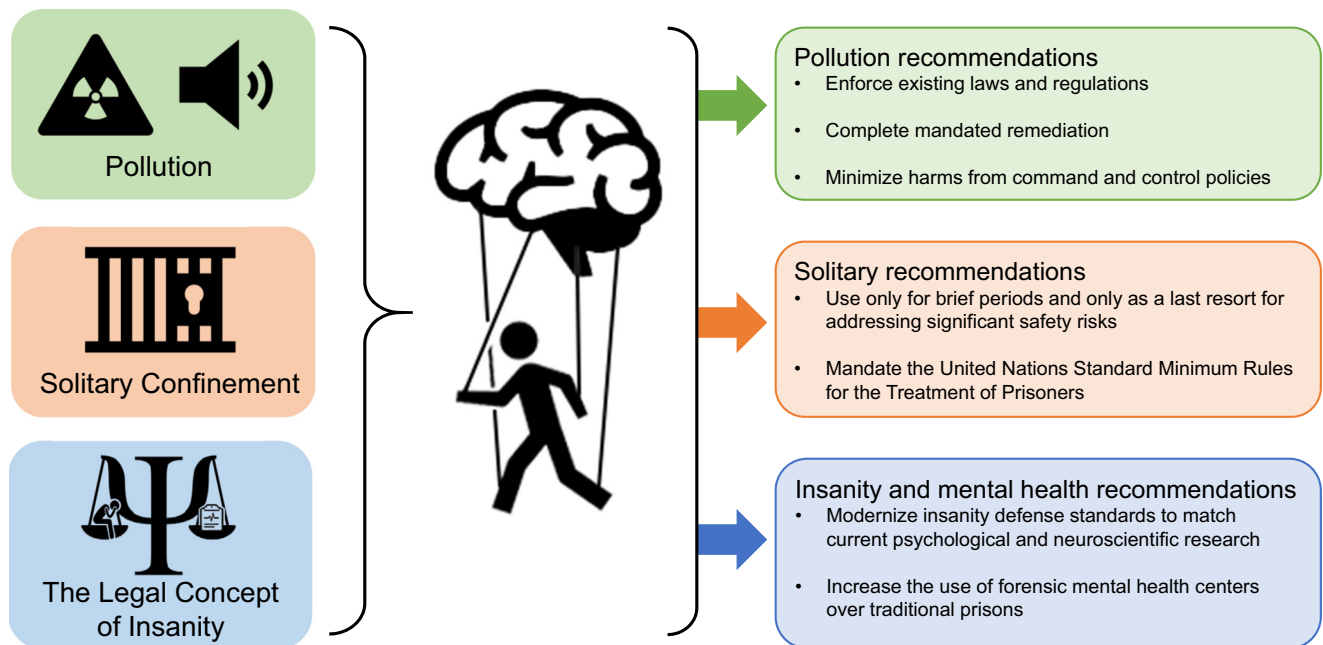 Pollution
Solitary Confinement
The Legal Concept
of Insanity
Pollution recommendations
• Enforce existing laws and regulations
• Complete mandated remediation
• Minimize harms from command and control policies
Solitary recommendations
• Use only for brief periods and only as a last resort for
addressing significant safety risks
• Mandate the United Nations Standard Minimum Rules
for the Treatment of Prisoners
Insanity and mental health recommendations
• Modernize insanity defense standards to match
current psychological and neuroscientific research
• Increase the use of forensic mental health centers
over traditional prisons